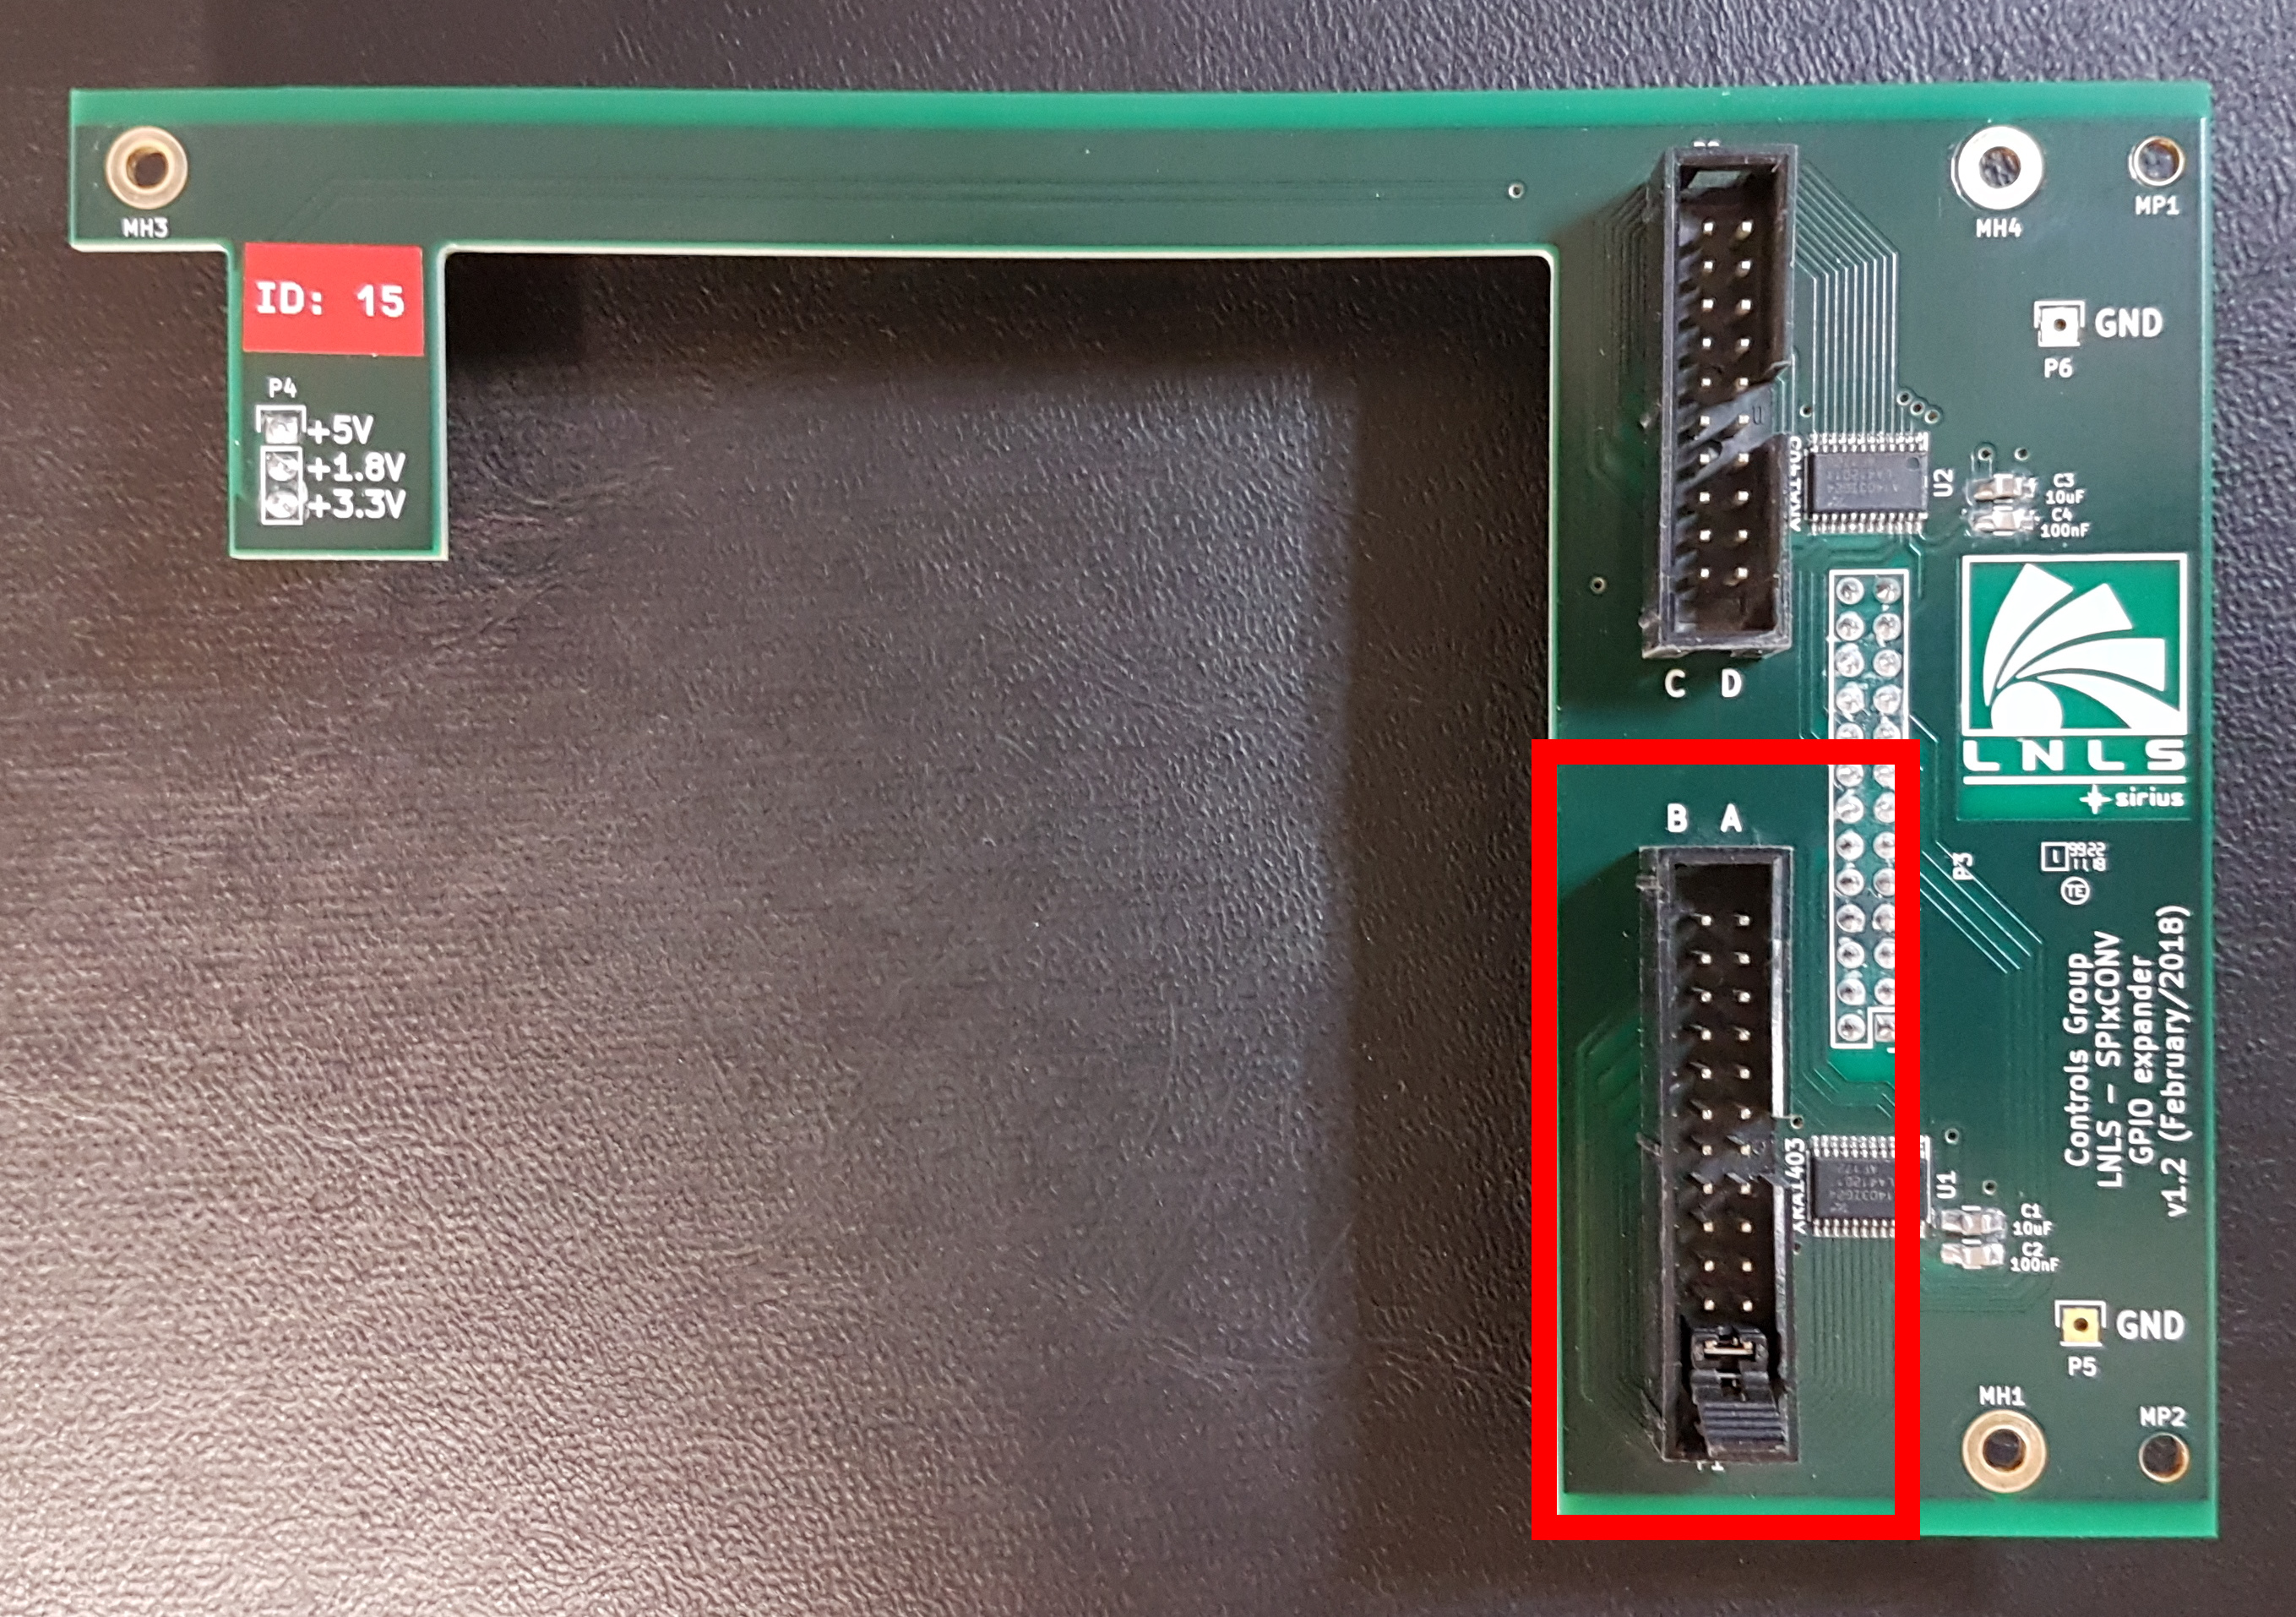 MP2
MH1
P5
GND
100nF
C2
10uF
C1
U1
ARA1403
Controls Group
LNLS - SPIxCONV
GPIO expander
v1.2 (February/2018)
P3
TE
sirius
LNLS
A
B
D
C
100nF
C4
10uF
C3
U2
P6
GND
MH4
MP1
+3.3V
+1.8V
+5V
P4
ID: 15
MH3